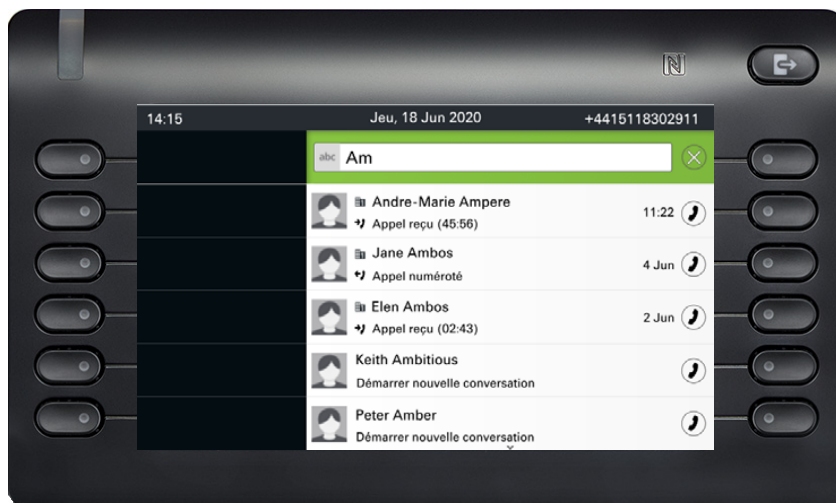 14:15 Jeu, 18 Jun 2020 +4415118302911
abc Am
Andre-Marie Ampere
Appel reçu (45:56) 11:22
Jane Ambos
Appel numéroté 4 Jun
Elen Ambos
Appel reçu (02:43) 2 Jun
Keith Ambitious
Démarrer nouvelle conversation
Peter Amber
Démarrer nouvelle conversation